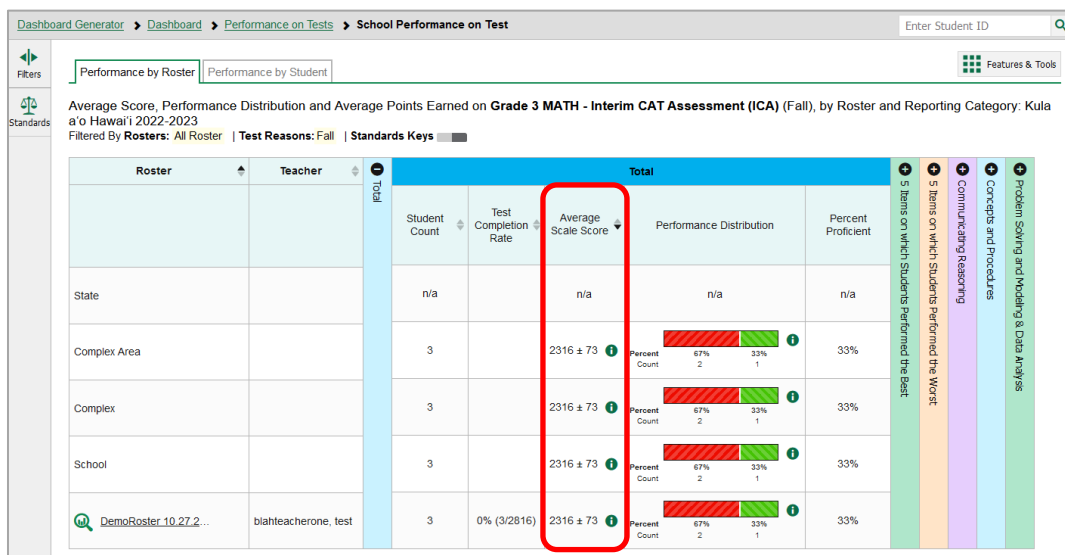 Dashboard Generator > Dashboard > Performance on Tests > School Performance on Test
Enter Student ID
Filters
Standards
Performance by Roster
Performance by Student
Features & Tools
Average Score, Performance Distribution and Average Points Earned on Grade 3 MATH - Interim CAT Assessment (ICA) (Fall), by Roster and Reporting Category: Kula
a'o Hawai'i 2022-2023
Filtered By Rosters: All Roster | Test Reasons: Fall | Standards Keys
Roster
Teacher
Total
Total
Student
Count
Test
Completion
Rate
Average
Scale Score
Performance Distribution
Percent
Proficient
5 Items on which Students Performed the Best
5 Items on which Students Performed the Worst
Communicating Reasoning
Concepts and Procedures
Problem Solving and Modeling & Data Analysis
State
n/a
n/a
n/a
n/a
Complex Area
3
2316 ± 73
Percent 67% 33%
Count 2 1
33%
Complex
3
2316 ± 73
Percent 67% 33%
Count 2 1
33%
School
3
2316 ± 73
Percent 67% 33%
Count 2 1
33%
DemoRoster 10.27.2...
blahteacherone, test
3
0% (3/2816)
2316 ± 73
Percent 67% 33%
Count 2 1
33%